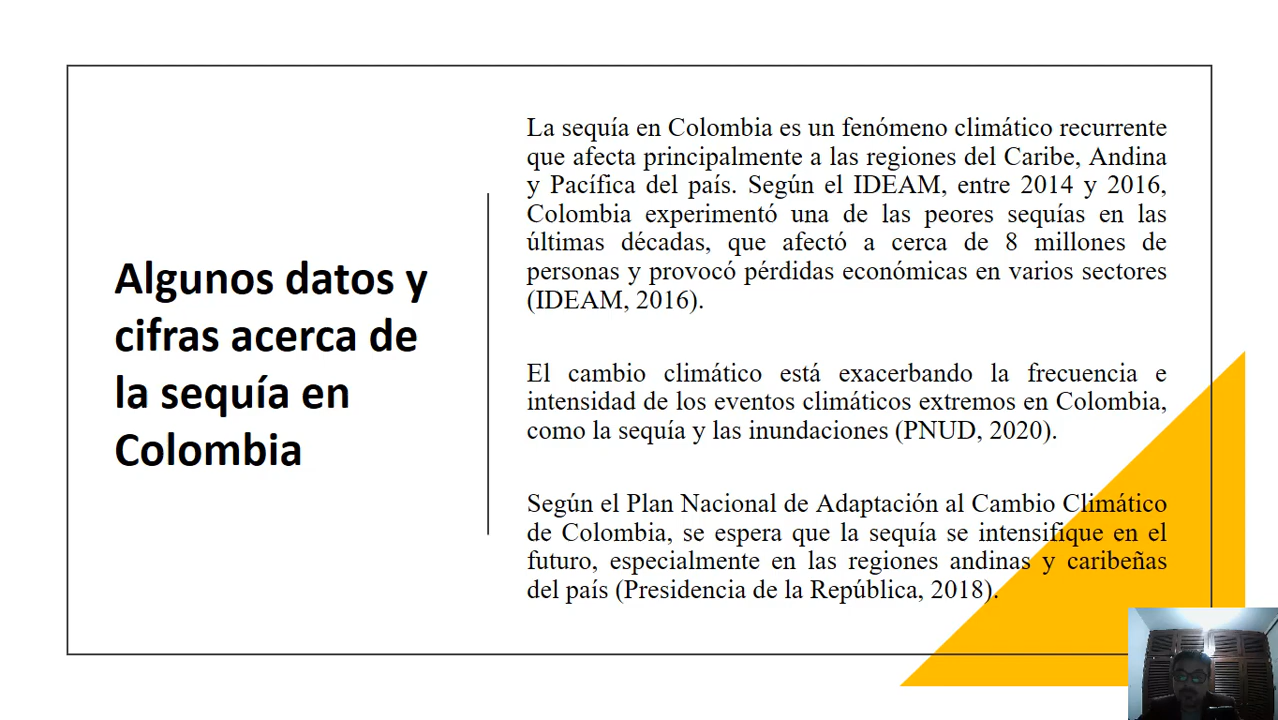 Algunos datos y
cifras acerca de
la sequía en
Colombia
La sequía en Colombia es un fenómeno climático recurrente
que afecta principalmente a las regiones del Caribe, Andina
y Pacífica del país. Según el IDEAM, entre 2014 y 2016,
Colombia experimentó una de las peores sequías en las
últimas décadas, que afectó a cerca de 8 millones de
personas y provocó pérdidas económicas en varios sectores
(IDEAM, 2016).
El cambio climático está exacerbando la frecuencia e
intensidad de los eventos climáticos extremos en Colombia,
como la sequía y las inundaciones (PNUD, 2020).
Según el Plan Nacional de Adaptación al Cambio Climático
de Colombia, se espera que la sequía se intensifique en el
futuro, especialmente en las regiones andinas y caribeñas
del país (Presidencia de la República, 2018).